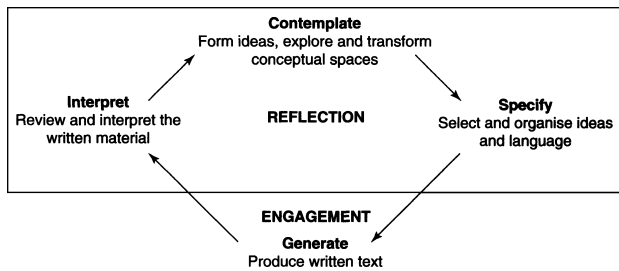 Contemplate
Form ideas, explore and transform
conceptual spaces
Interpret
Review and interpret the
written material
REFLECTION
Specify
Select and organise ideas
and language
ENGAGEMENT
Generate
Produce written text